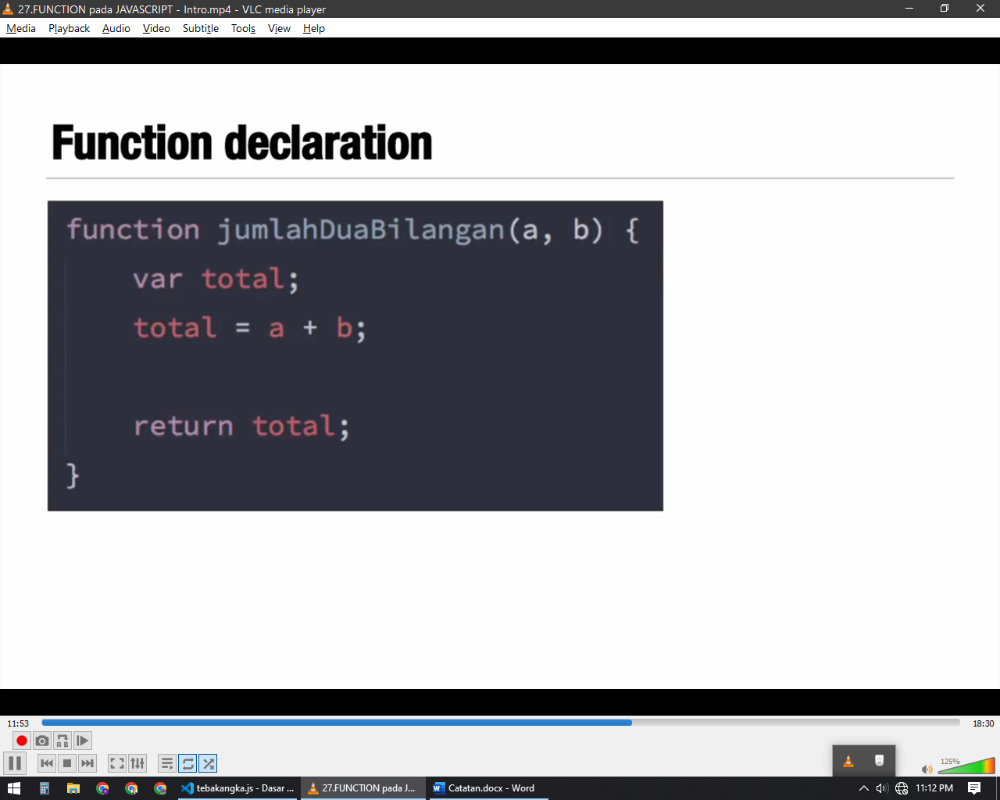 27.FUNCTION pada JAVASCRIPT - Intro.mp4 - VLC media player
Media Playback Audio Video Subtitle Tools View Help
Function declaration
function jumlahDuaBilangan(a, b) {
var total;
total = a + b;
return total;
}
11:53
18:30
A B
125%
tebakangka.js - Dasar ...
27.FUNCTION pada J...
Catatan.docx - Word
11:12 PM